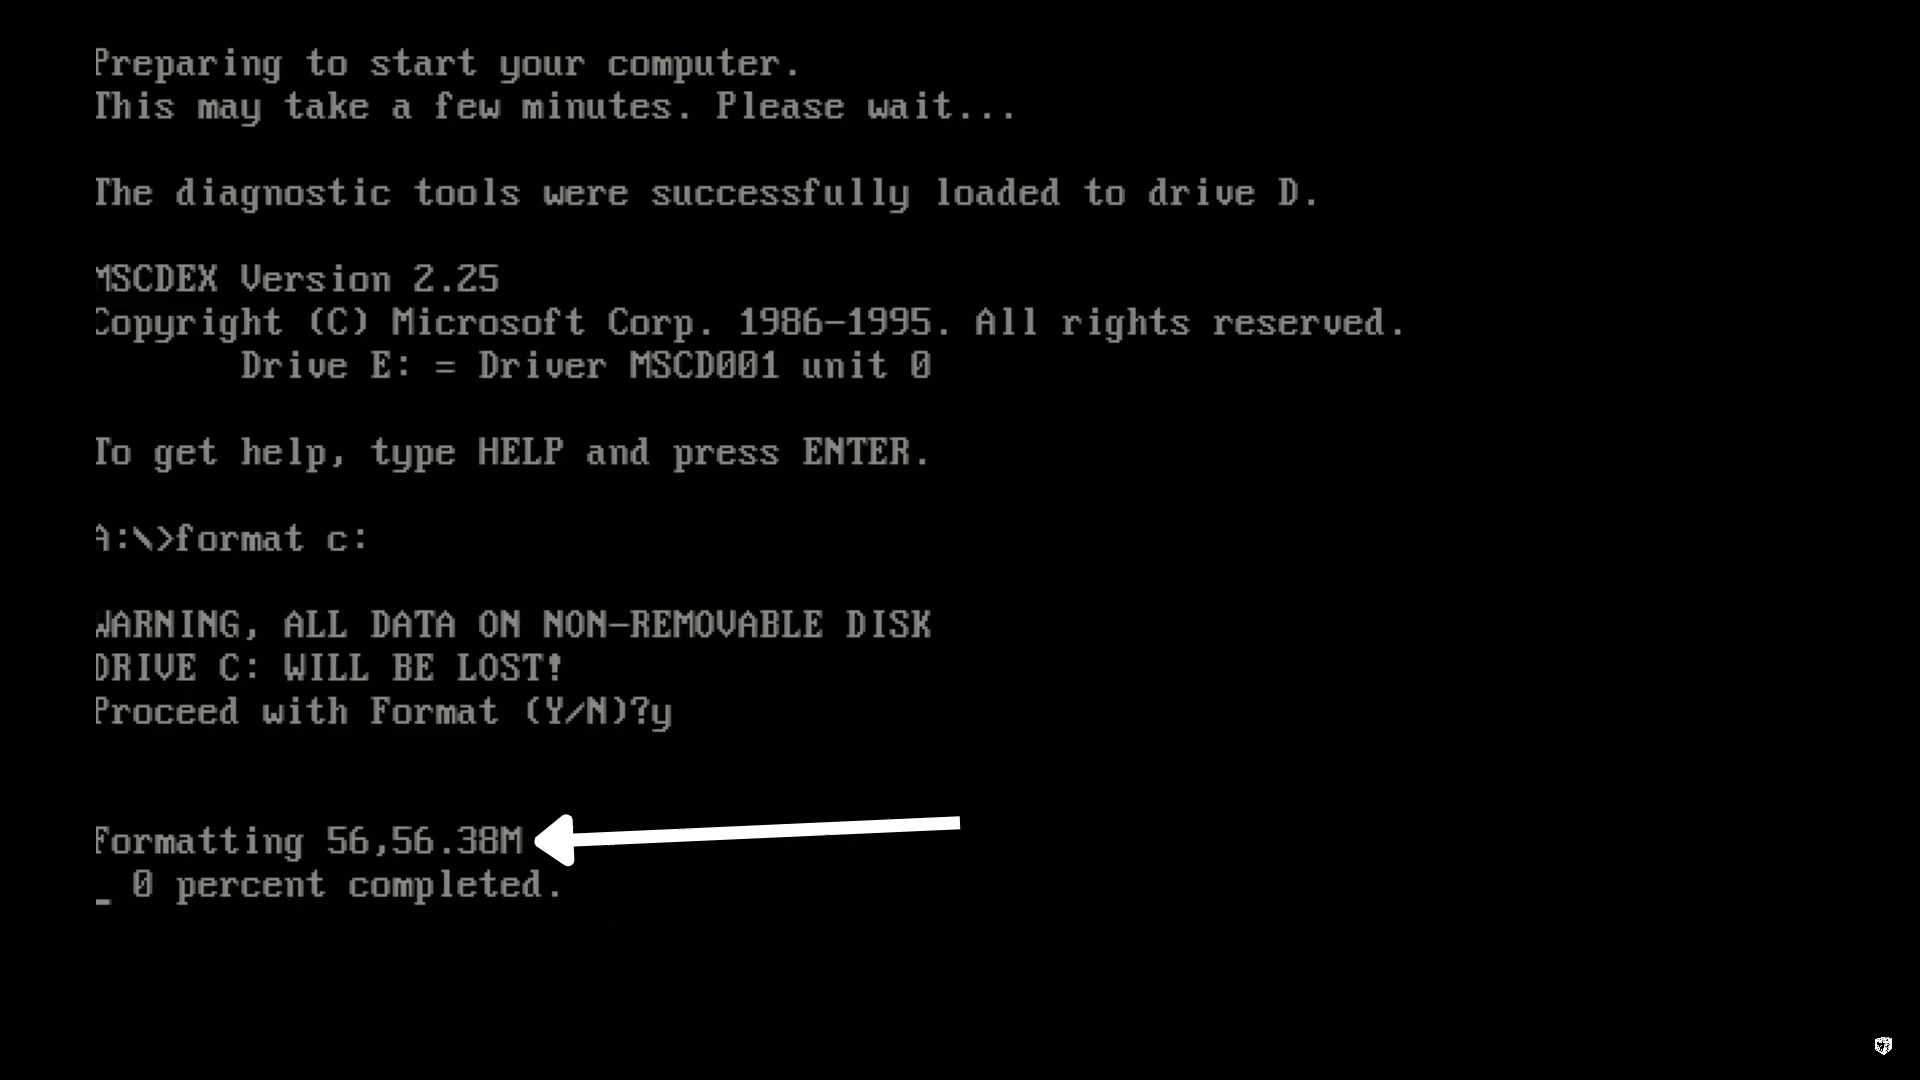 Preparing to start your computer.
This may take a few minutes. Please wait...
The diagnostic tools were successfully loaded to drive D.
MSCDEX Version 2.25
Copyright (C) Microsoft Corp. 1986-1995. All rights reserved.
Drive E: = Driver MSCD001 unit 0
To get help, type HELP and press ENTER.
A:\>format c:
WARNING, ALL DATA ON NON-REMOVABLE DISK
DRIVE C: WILL BE LOST!
Proceed with Format (Y/N)?y
Formatting 56,56.38M
_ 0 percent completed.